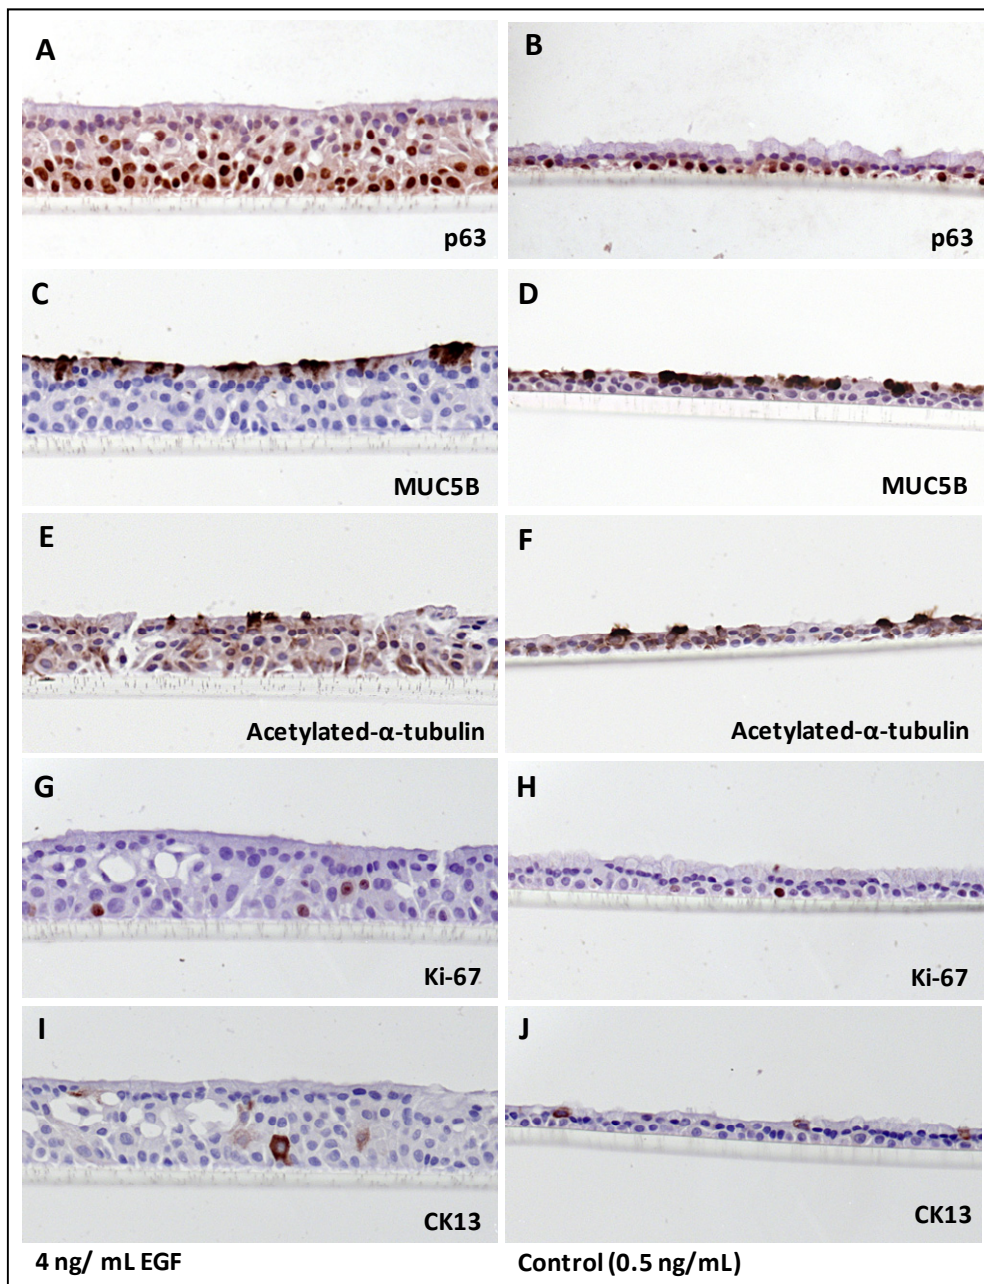 A
B
p63
p63
C
D
MUC5B
MUC5B
E
F
Acetylated-α-tubulin
Acetylated-α-tubulin
G
H
Ki-67
Ki-67
I
J
CK13
CK13
4 ng/ mL EGF
Control (0.5 ng/mL)